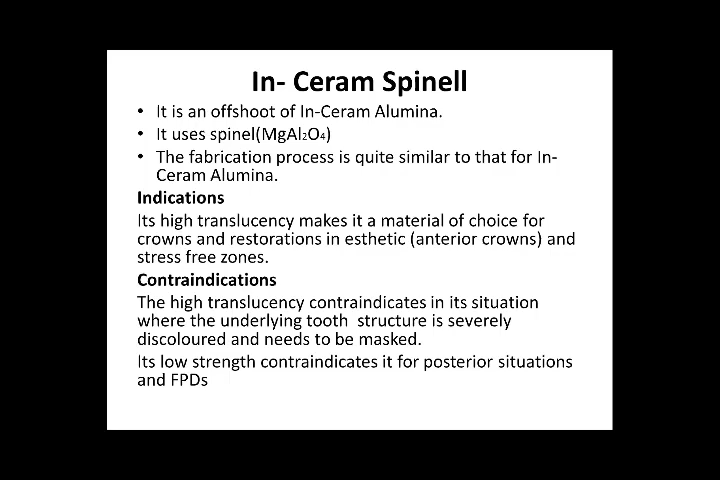 In- Ceram Spinell
• It is an offshoot of In-Ceram Alumina.
• It uses spinel(MgAl₂O₄)
• The fabrication process is quite similar to that for In-
Ceram Alumina.
Indications
Its high translucency makes it a material of choice for
crowns and restorations in esthetic (anterior crowns) and
stress free zones.
Contraindications
The high translucency contraindicates in its situation
where the underlying tooth  structure is severely
discoloured and needs to be masked.
Its low strength contraindicates it for posterior situations
and FPDs